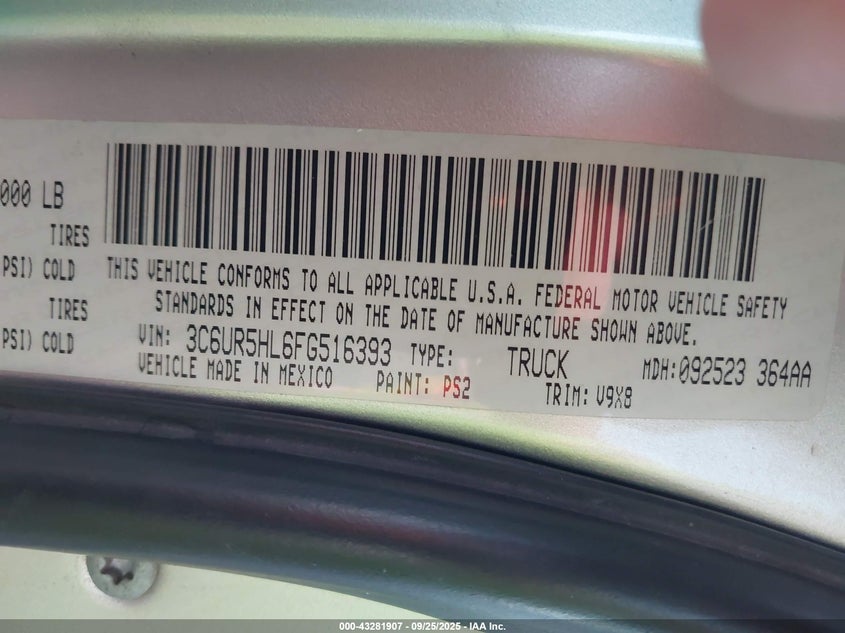 000 LB
TIRES
PSI) COLD
TIRES
PSI) COLD
THIS VEHICLE CONFORMS TO ALL APPLICABLE U.S.A. FEDERAL MOTOR VEHICLE SAFETY
STANDARDS IN EFFECT ON THE DATE OF MANUFACTURE SHOWN ABOVE.
VIN: 3C6UR5HL6FG516393 TYPE: TRUCK MDH:092523 364AA
VEHICLE MADE IN MEXICO PAINT: PS2 TRIM: V9X8
000-43281907 - 09/25/2025 - IAA Inc.